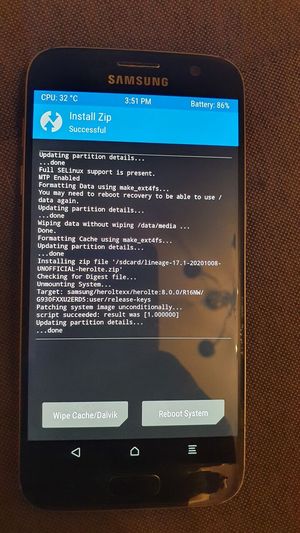 SAMSUNG
CPU: 32 °C 3:51 PM Battery: 86%
Install Zip
Successful
Updating partition details...
...done
Full SELinux support is present.
MTP Enabled
Formatting Data using make_ext4fs...
You may need to reboot recovery to be able to use /
data again.
Updating partition details...
...done
Wiping data without wiping /data/media ...
Done.
Formatting Cache using make_ext4fs...
Updating partition details...
...done
Installing zip file '/sdcard/lineage-17.1-20201008-
UNOFFICIAL-herolte.zip'
Checking for Digest file...
Unmounting System...
Target: samsung/heroltexx/herolte:8.0.0/R16NW/
G930FXXU2ERD5:user/release-keys
Patching system image unconditionally...
script succeeded: result was [1.000000]
Updating partition details...
...done
Wipe Cache/Dalvik Reboot System